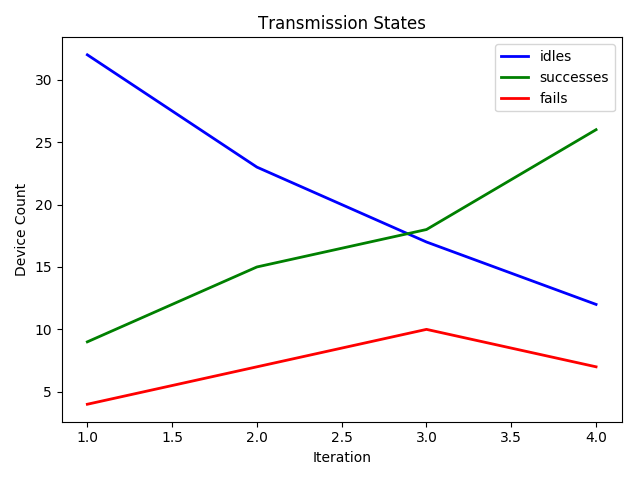 Transmission States
idles
successes
fails
Device Count
30
25
20
15
10
5
1.0 1.5 2.0 2.5 3.0 3.5 4.0
Iteration